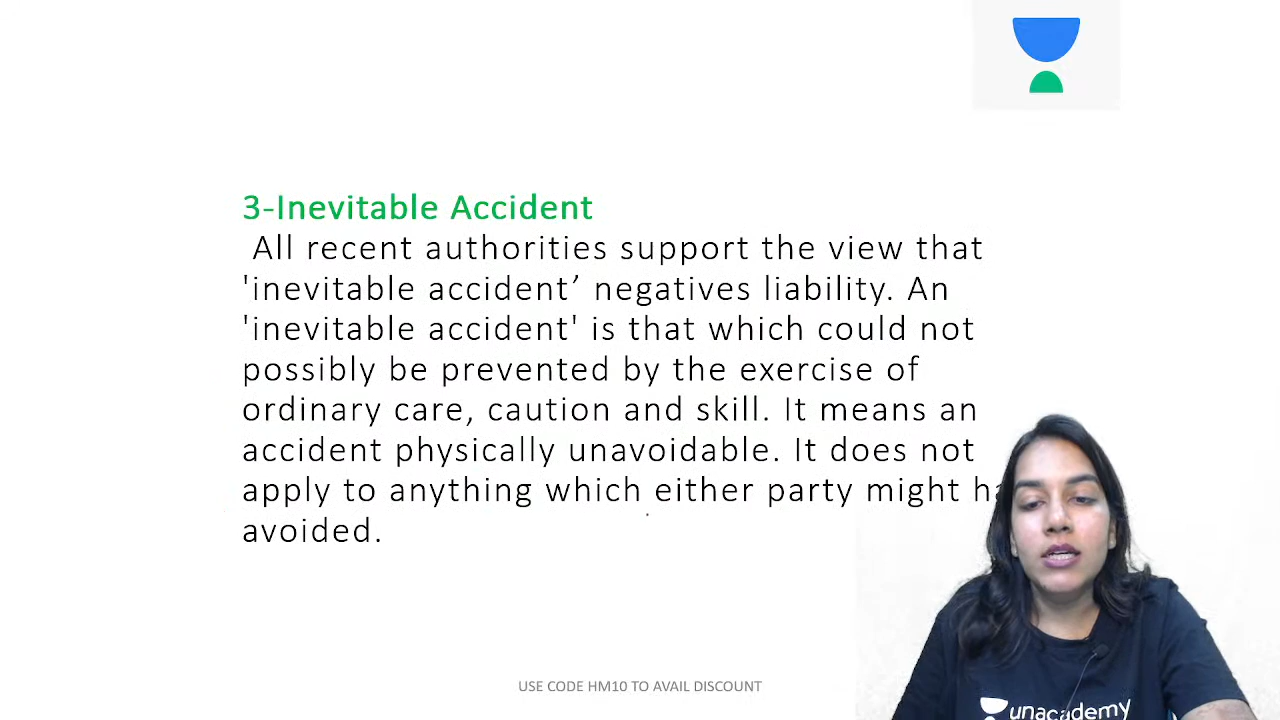 3-Inevitable Accident
All recent authorities support the view that
'inevitable accident’ negatives liability. An
'inevitable accident' is that which could not
possibly be prevented by the exercise of
ordinary care, caution and skill. It means an
accident physically unavoidable. It does not
apply to anything which either party might
avoided.
USE CODE HM10 TO AVAIL DISCOUNT
unacademy